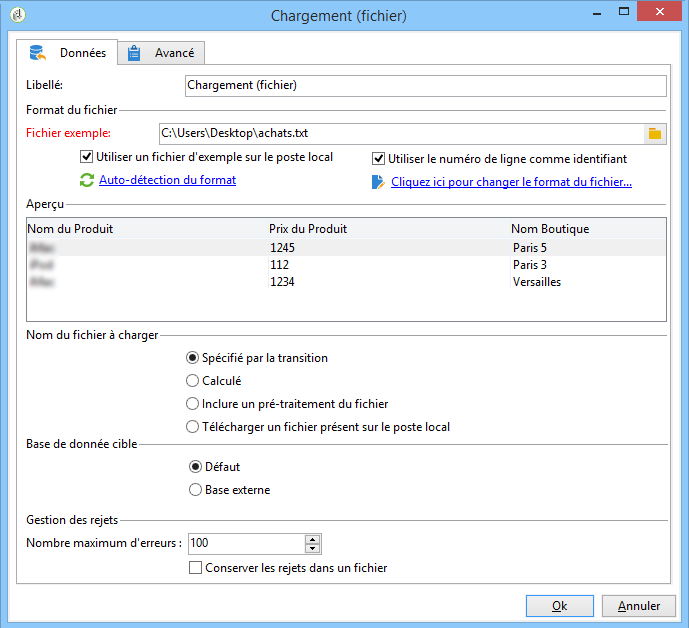 Chargement (fichier)
Données Avancé
Libellé: Chargement (fichier)
Format du fichier
Fichier exemple: C:\Users\Desktop\achats.txt
Utiliser un fichier d'exemple sur le poste local Utiliser le numéro de ligne comme identifiant
Auto-détection du format Cliquez ici pour changer le format du fichier...
Aperçu
Nom du Produit Prix du Produit Nom Boutique
1245 Paris 5
112 Paris 3
1234 Versailles
Nom du fichier à charger
Spécifié par la transition
Calculé
Inclure un pré-traitement du fichier
Télécharger un fichier présent sur le poste local
Base de donnée cible
Défaut
Base externe
Gestion des rejets
Nombre maximum d'erreurs : 100
Conserver les rejets dans un fichier
Ok Annuler